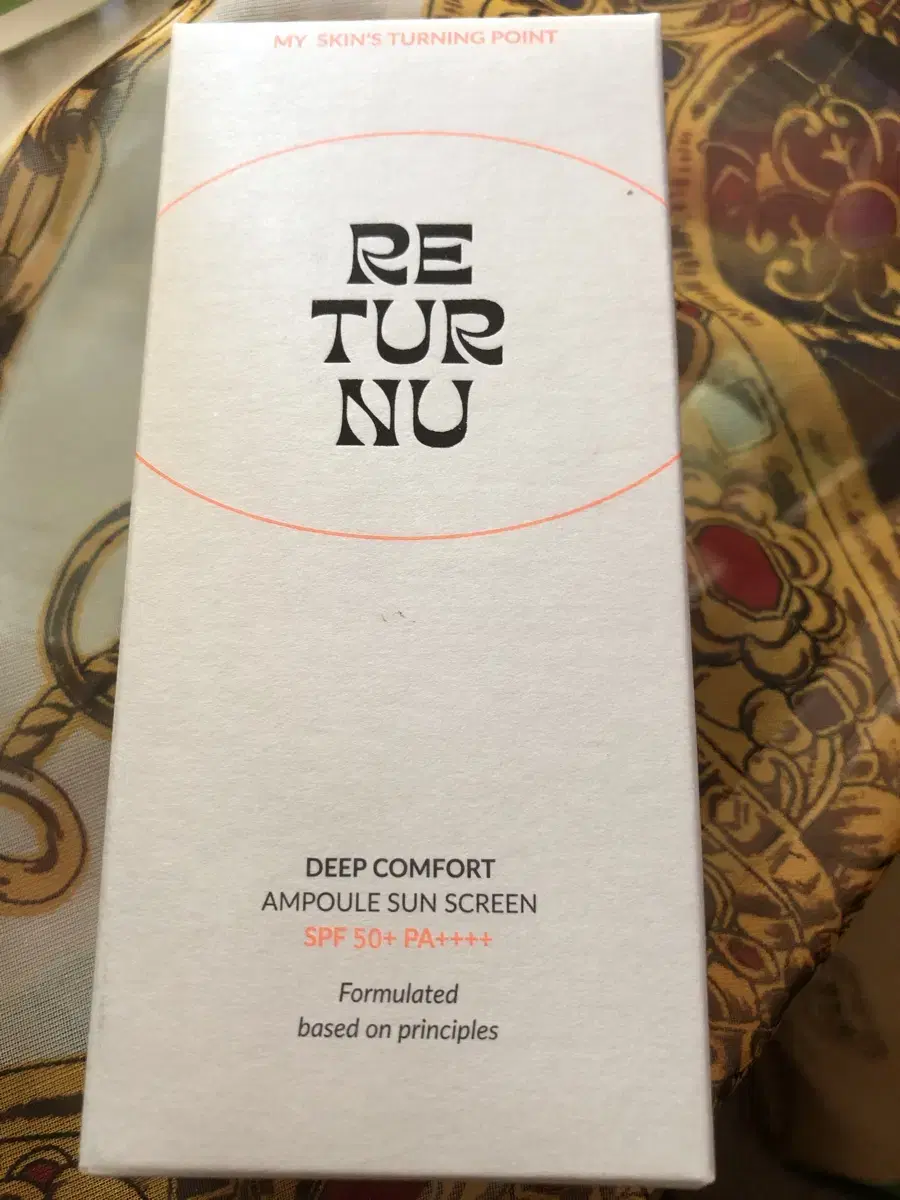 MY SKIN'S TURNING POINT
RE
TUR
NU
DEEP COMFORT
AMPOULE SUN SCREEN
SPF 50+ PA++++
Formulated
based on principles